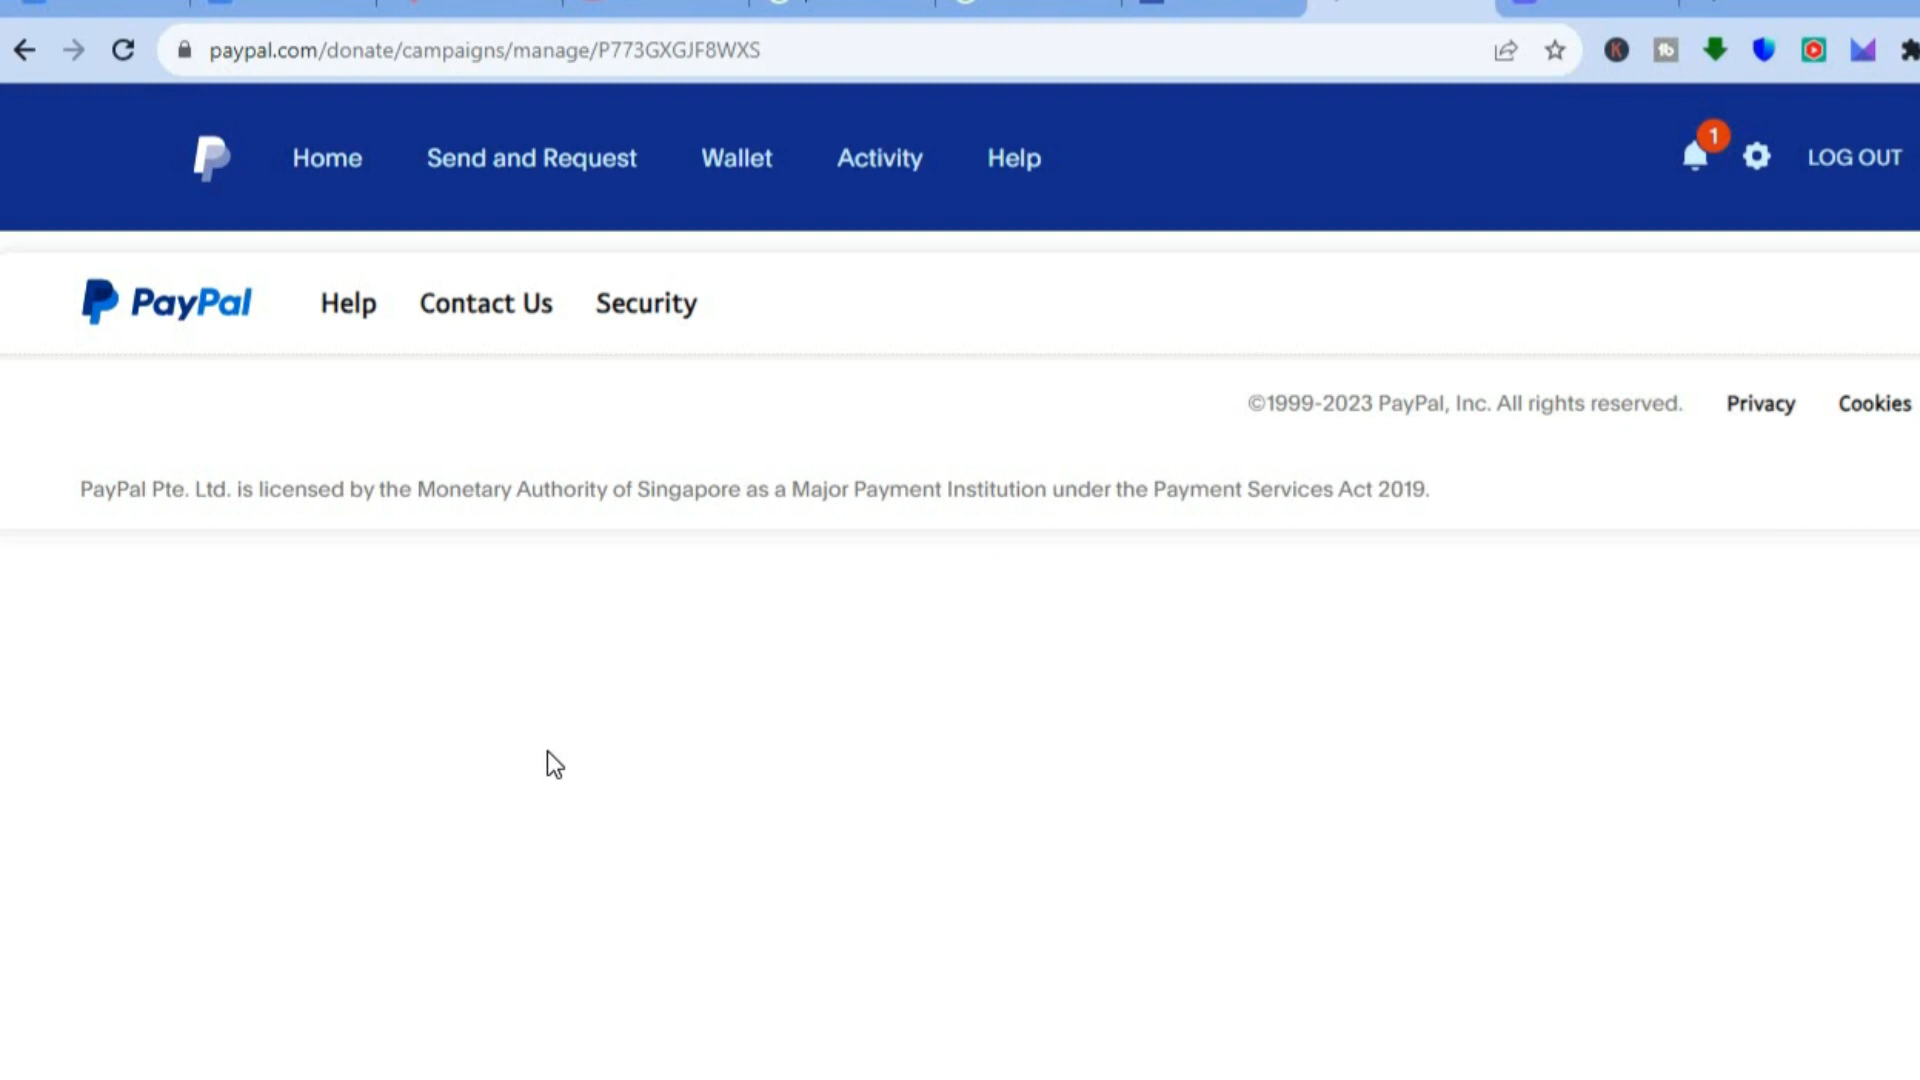 paypal.com/donate/campaigns/manage/P773GXGJF8WXS
Home Send and Request Wallet Activity Help 1 LOG OUT
PayPal Help Contact Us Security
©1999-2023 PayPal, Inc. All rights reserved. Privacy Cookies
PayPal Pte. Ltd. is licensed by the Monetary Authority of Singapore as a Major Payment Institution under the Payment Services Act 2019.